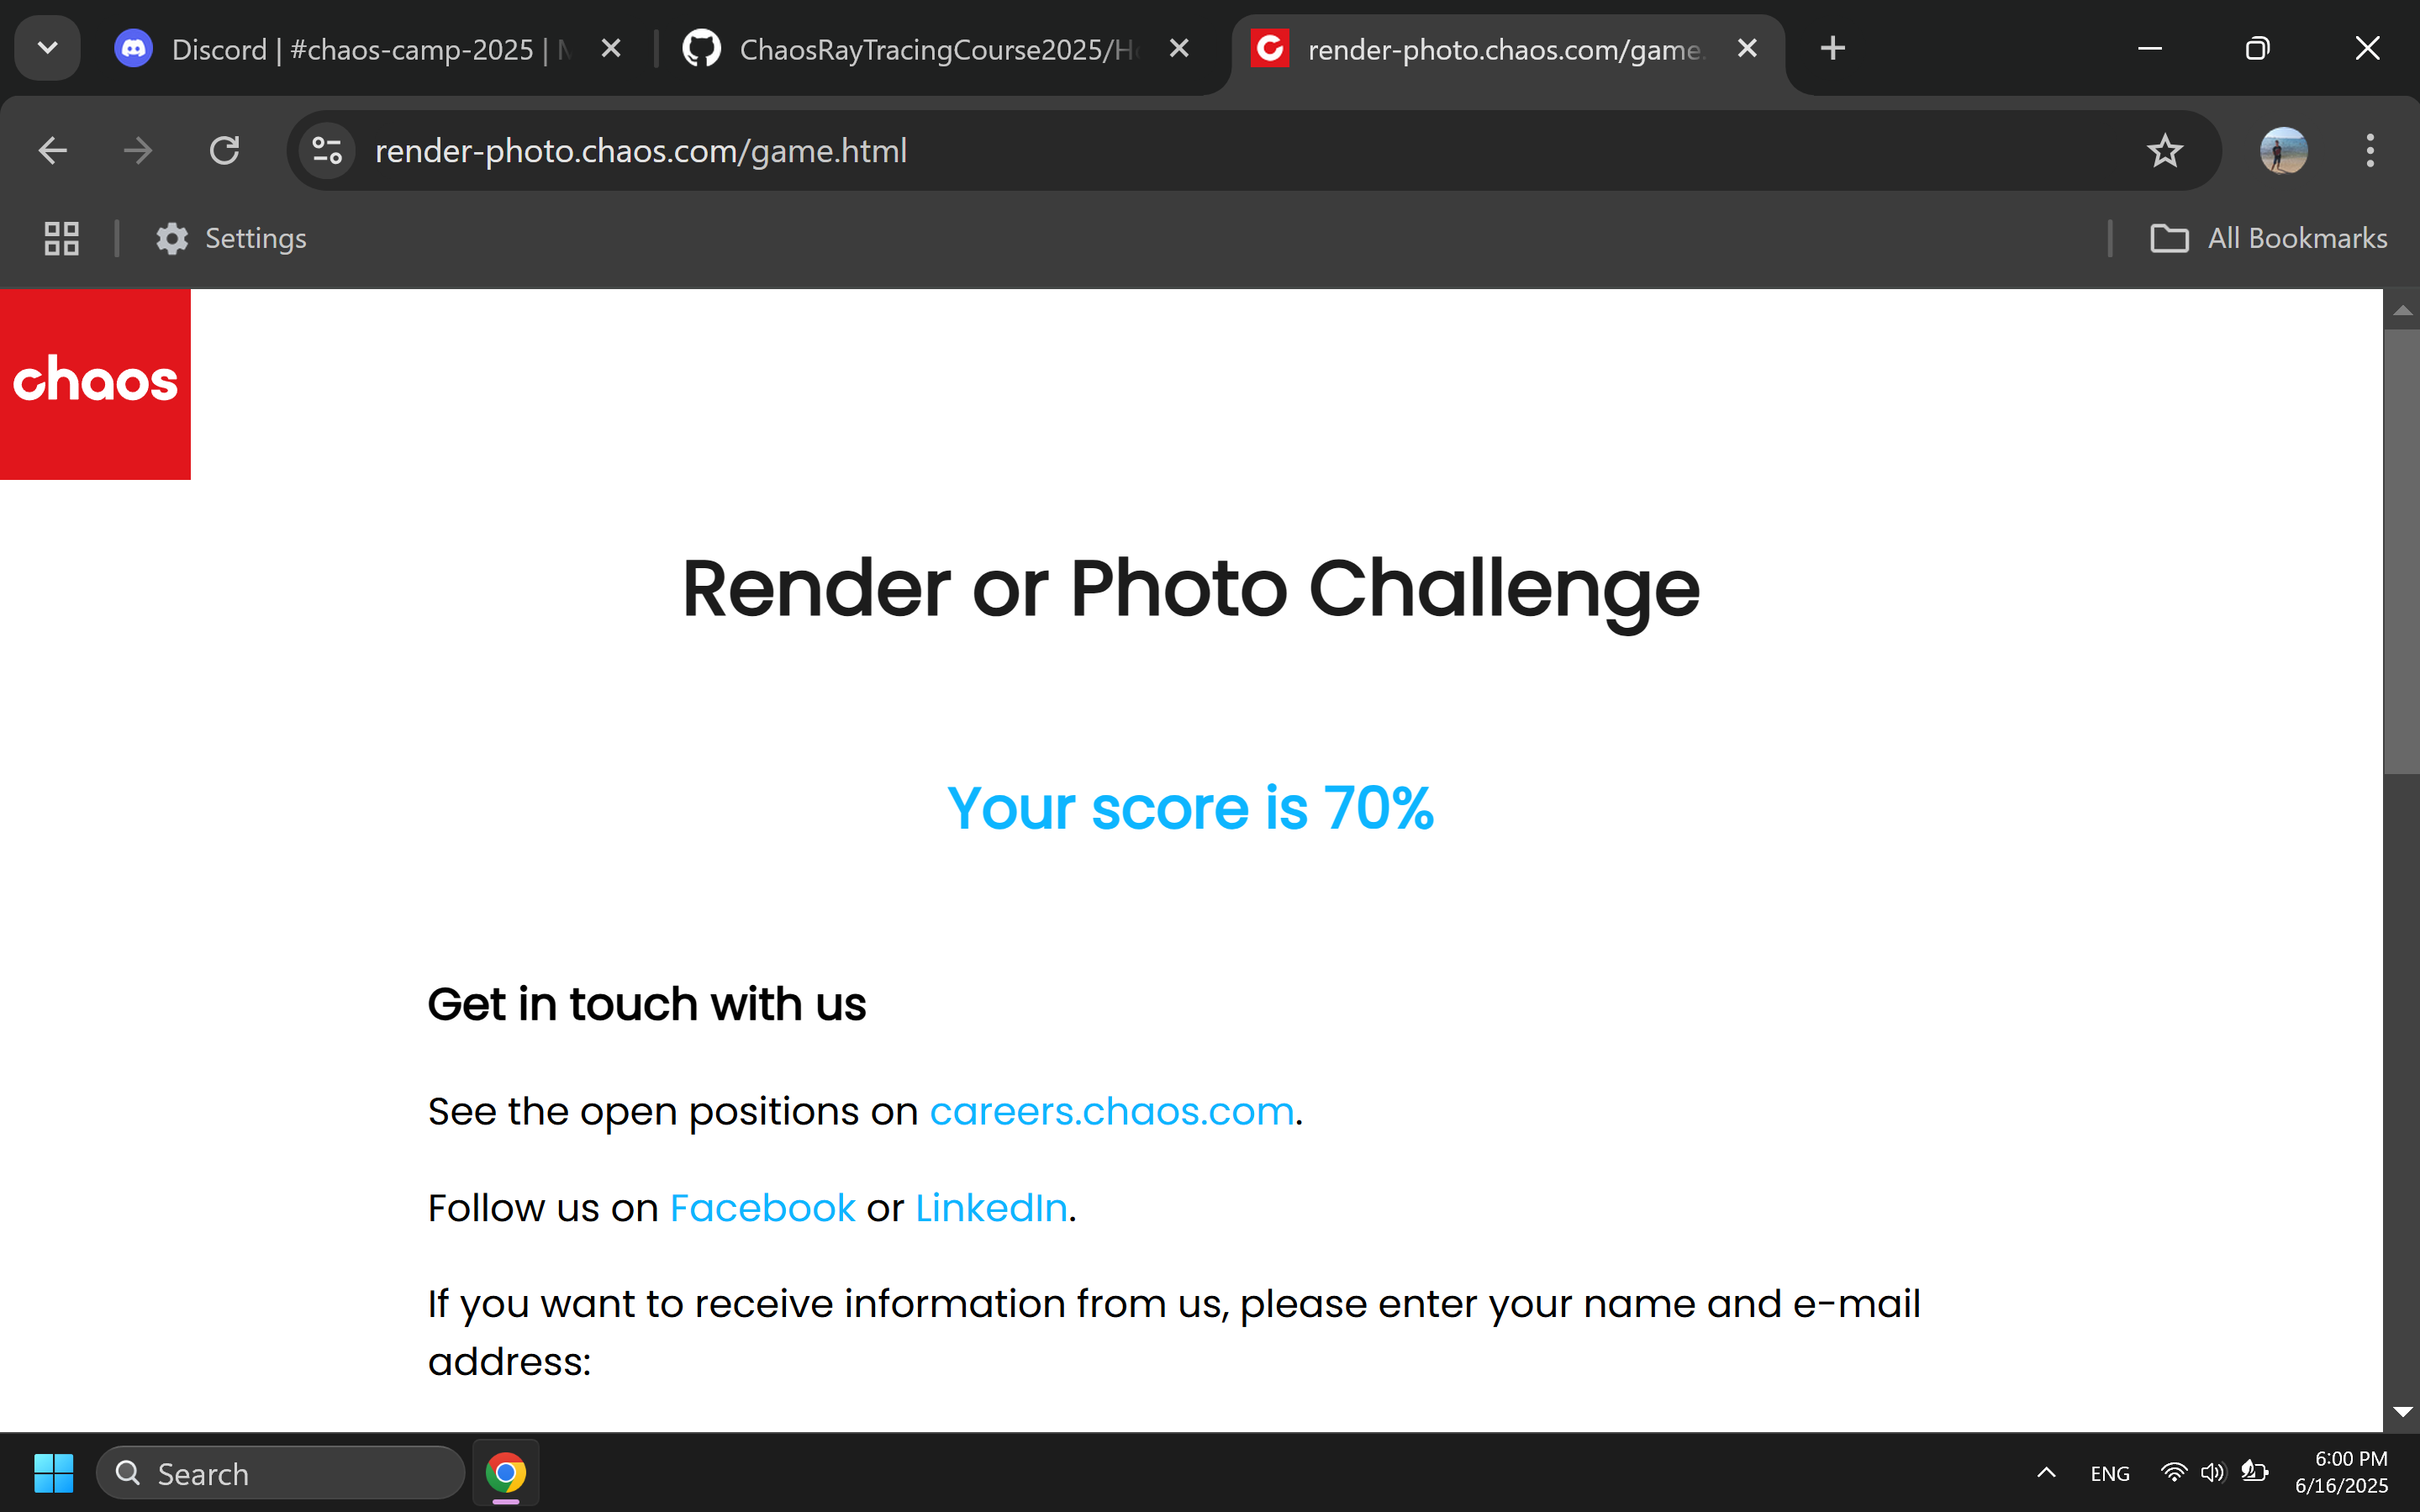 Discord | #chaos-camp-2025 |
ChaosRayTracingCourse2025/
render-photo.chaos.com/game.
render-photo.chaos.com/game.html
Settings
All Bookmarks
chaos
Render or Photo Challenge
Your score is 70%
Get in touch with us
See the open positions on careers.chaos.com.
Follow us on Facebook or LinkedIn.
If you want to receive information from us, please enter your name and e-mail
address:
Search
ENG
6:00 PM
6/16/2025